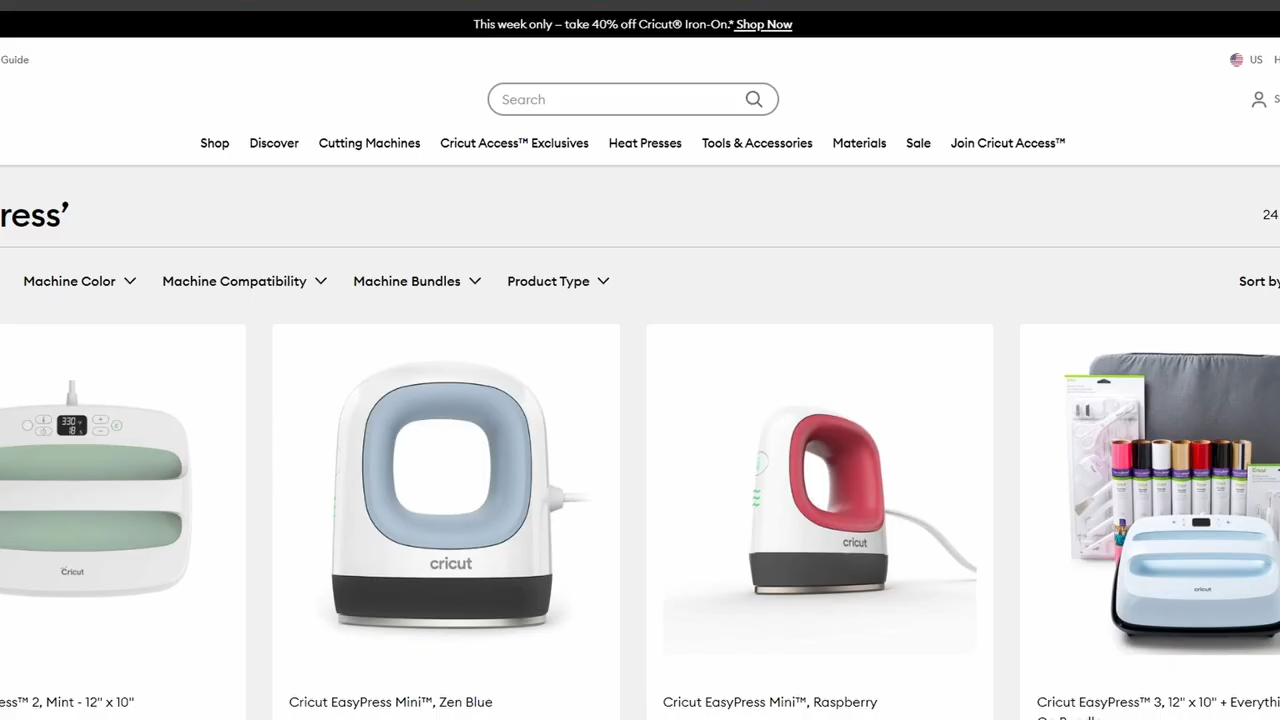 This week only – take 40% off Cricut® Iron-On.* Shop Now
Guide
US H
Search
S
Shop Discover Cutting Machines Cricut Access™ Exclusives Heat Presses Tools & Accessories Materials Sale Join Cricut Access™
ress’
24
Machine Color Machine Compatibility Machine Bundles Product Type Sort by
330
18
Cricut
cricut
cricut
cricut
ess™ 2, Mint - 12" x 10"
Cricut EasyPress Mini™, Zen Blue
Cricut EasyPress Mini™, Raspberry
Cricut EasyPress™ 3, 12" x 10" + Everythi